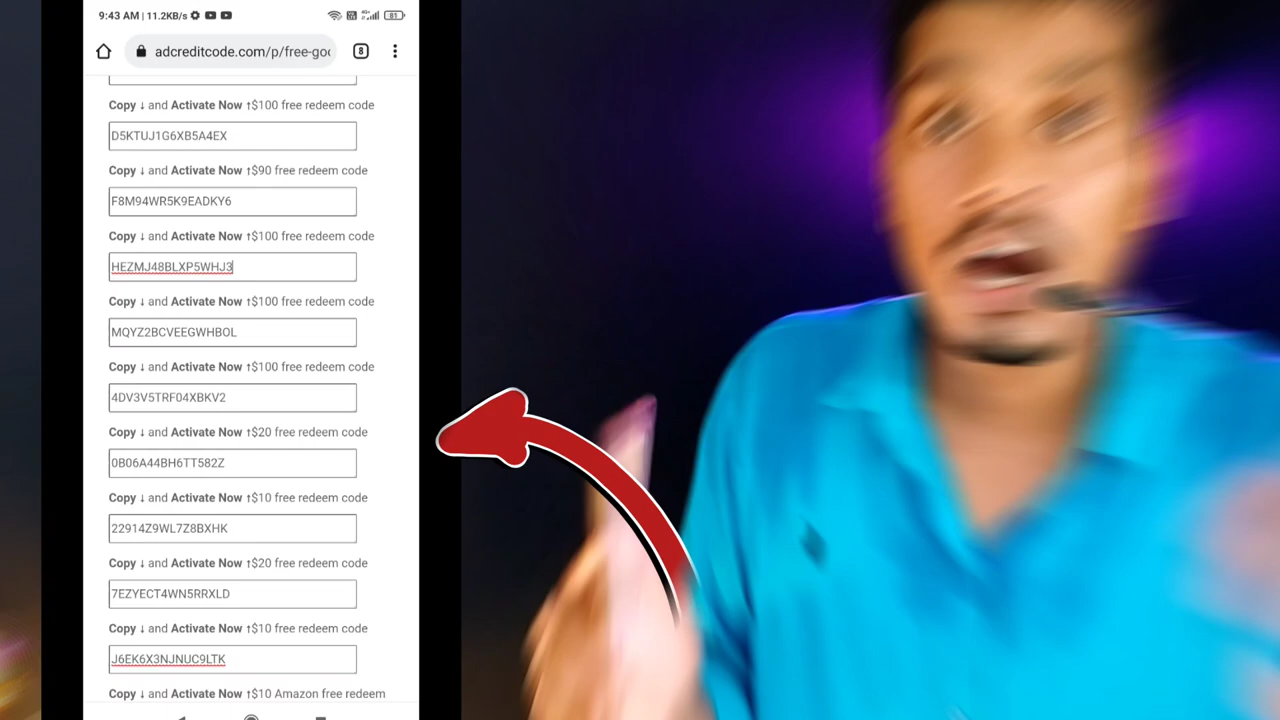 9:43 AM | 11.2KB/s
81
adcreditcode.com/p/free-goo
8
Copy ↓ and Activate Now ↑$100 free redeem code
D5KTUJ1G6XB5A4EX
Copy ↓ and Activate Now ↑$90 free redeem code
F8M94WR5K9EADKY6
Copy ↓ and Activate Now ↑$100 free redeem code
HEZMJ48BLXP5WHJ3
Copy ↓ and Activate Now ↑$100 free redeem code
MQYZ2BCVEEGWHBOL
Copy ↓ and Activate Now ↑$100 free redeem code
4DV3V5TRF04XBKV2
Copy ↓ and Activate Now ↑$20 free redeem code
0B06A44BH6TT582Z
Copy ↓ and Activate Now ↑$10 free redeem code
22914Z9WL7Z8BXHK
Copy ↓ and Activate Now ↑$20 free redeem code
7EZYECT4WN5RRXLD
Copy ↓ and Activate Now ↑$10 free redeem code
J6EK6X3NJNUC9LTK
Copy ↓ and Activate Now ↑$10 Amazon free redeem